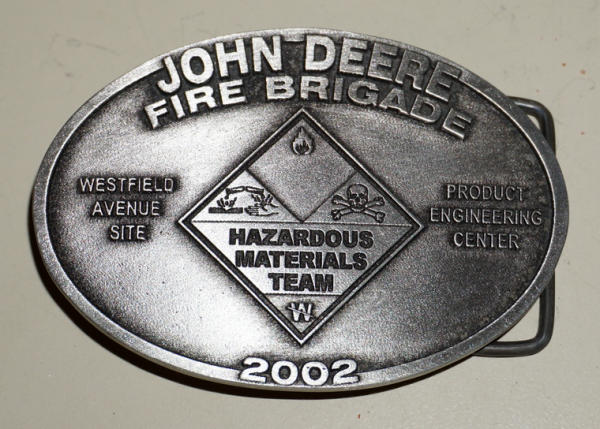 JOHN DEERE
FIRE BRIGADE
WESTFIELD
AVENUE
SITE
HAZARDOUS
MATERIALS
TEAM
W
PRODUCT
ENGINEERING
CENTER
2002